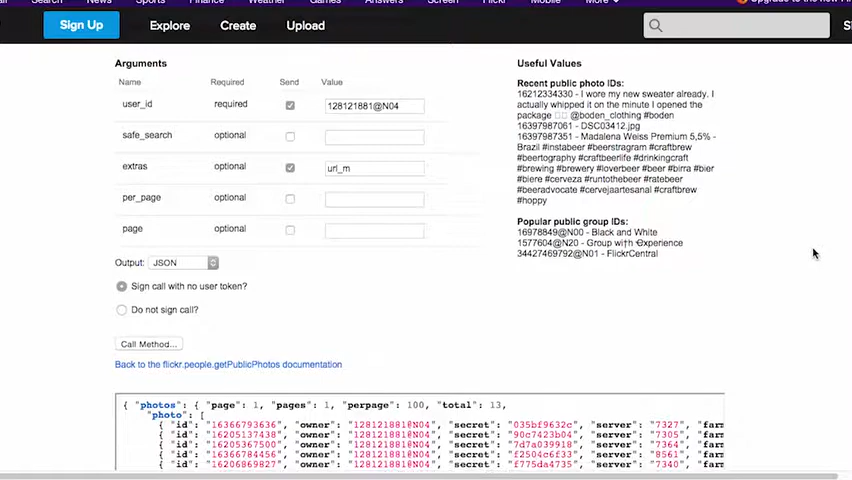 Search News Sports Finance Weather Games Answers Screen Flickr Mobile More
Sign Up Explore Create Upload
Arguments
Name Required Send Value
user_id required 128121881@N04
safe_search optional
extras optional url_m
per_page optional
page optional
Output: JSON
Sign call with no user token?
Do not sign call?
Call Method...
Back to the flickr.people.getPublicPhotos documentation
Useful Values
Recent public photo IDs:
16212334330 - I wore my new sweater already. I
actually whipped it on the minute I opened the
package @boden_clothing #boden
16397987061 - DSC03412.jpg
16397987351 - Madalena Weiss Premium 5,5% -
Brazil #instabeer #beerstragram #craftbrew
#beertography #craftbeerlife #drinkingcraft
#brewing #brewery #loverbeer #beer #birra #bier
#biere #cerveza #runtothebeer #ratebeer
#beeradvocate #cervejaartesanal #craftbrew
#hoppy
Popular public group IDs:
16978849@N00 - Black and White
1577604@N20 - Group wi†h Єxperience
34427469792@N01 - FlickrCentral
{ "photos": { "page": 1, "pages": 1, "perpage": 100, "total": 13,
"photo": [
{ "id": "16366793636", "owner": "128121881@N04", "secret": "035bf9632c", "server": "7327", "farm
{ "id": "16205137438", "owner": "128121881@N04", "secret": "90c7423b04", "server": "7305", "farm
{ "id": "16205367500", "owner": "128121881@N04", "secret": "7d7a039918", "server": "7364", "farm
{ "id": "16366784456", "owner": "128121881@N04", "secret": "f2504c6f33", "server": "8561", "farm
{ "id": "16206869827", "owner": "128121881@N04", "secret": "f775da4735", "server": "7340", "farm